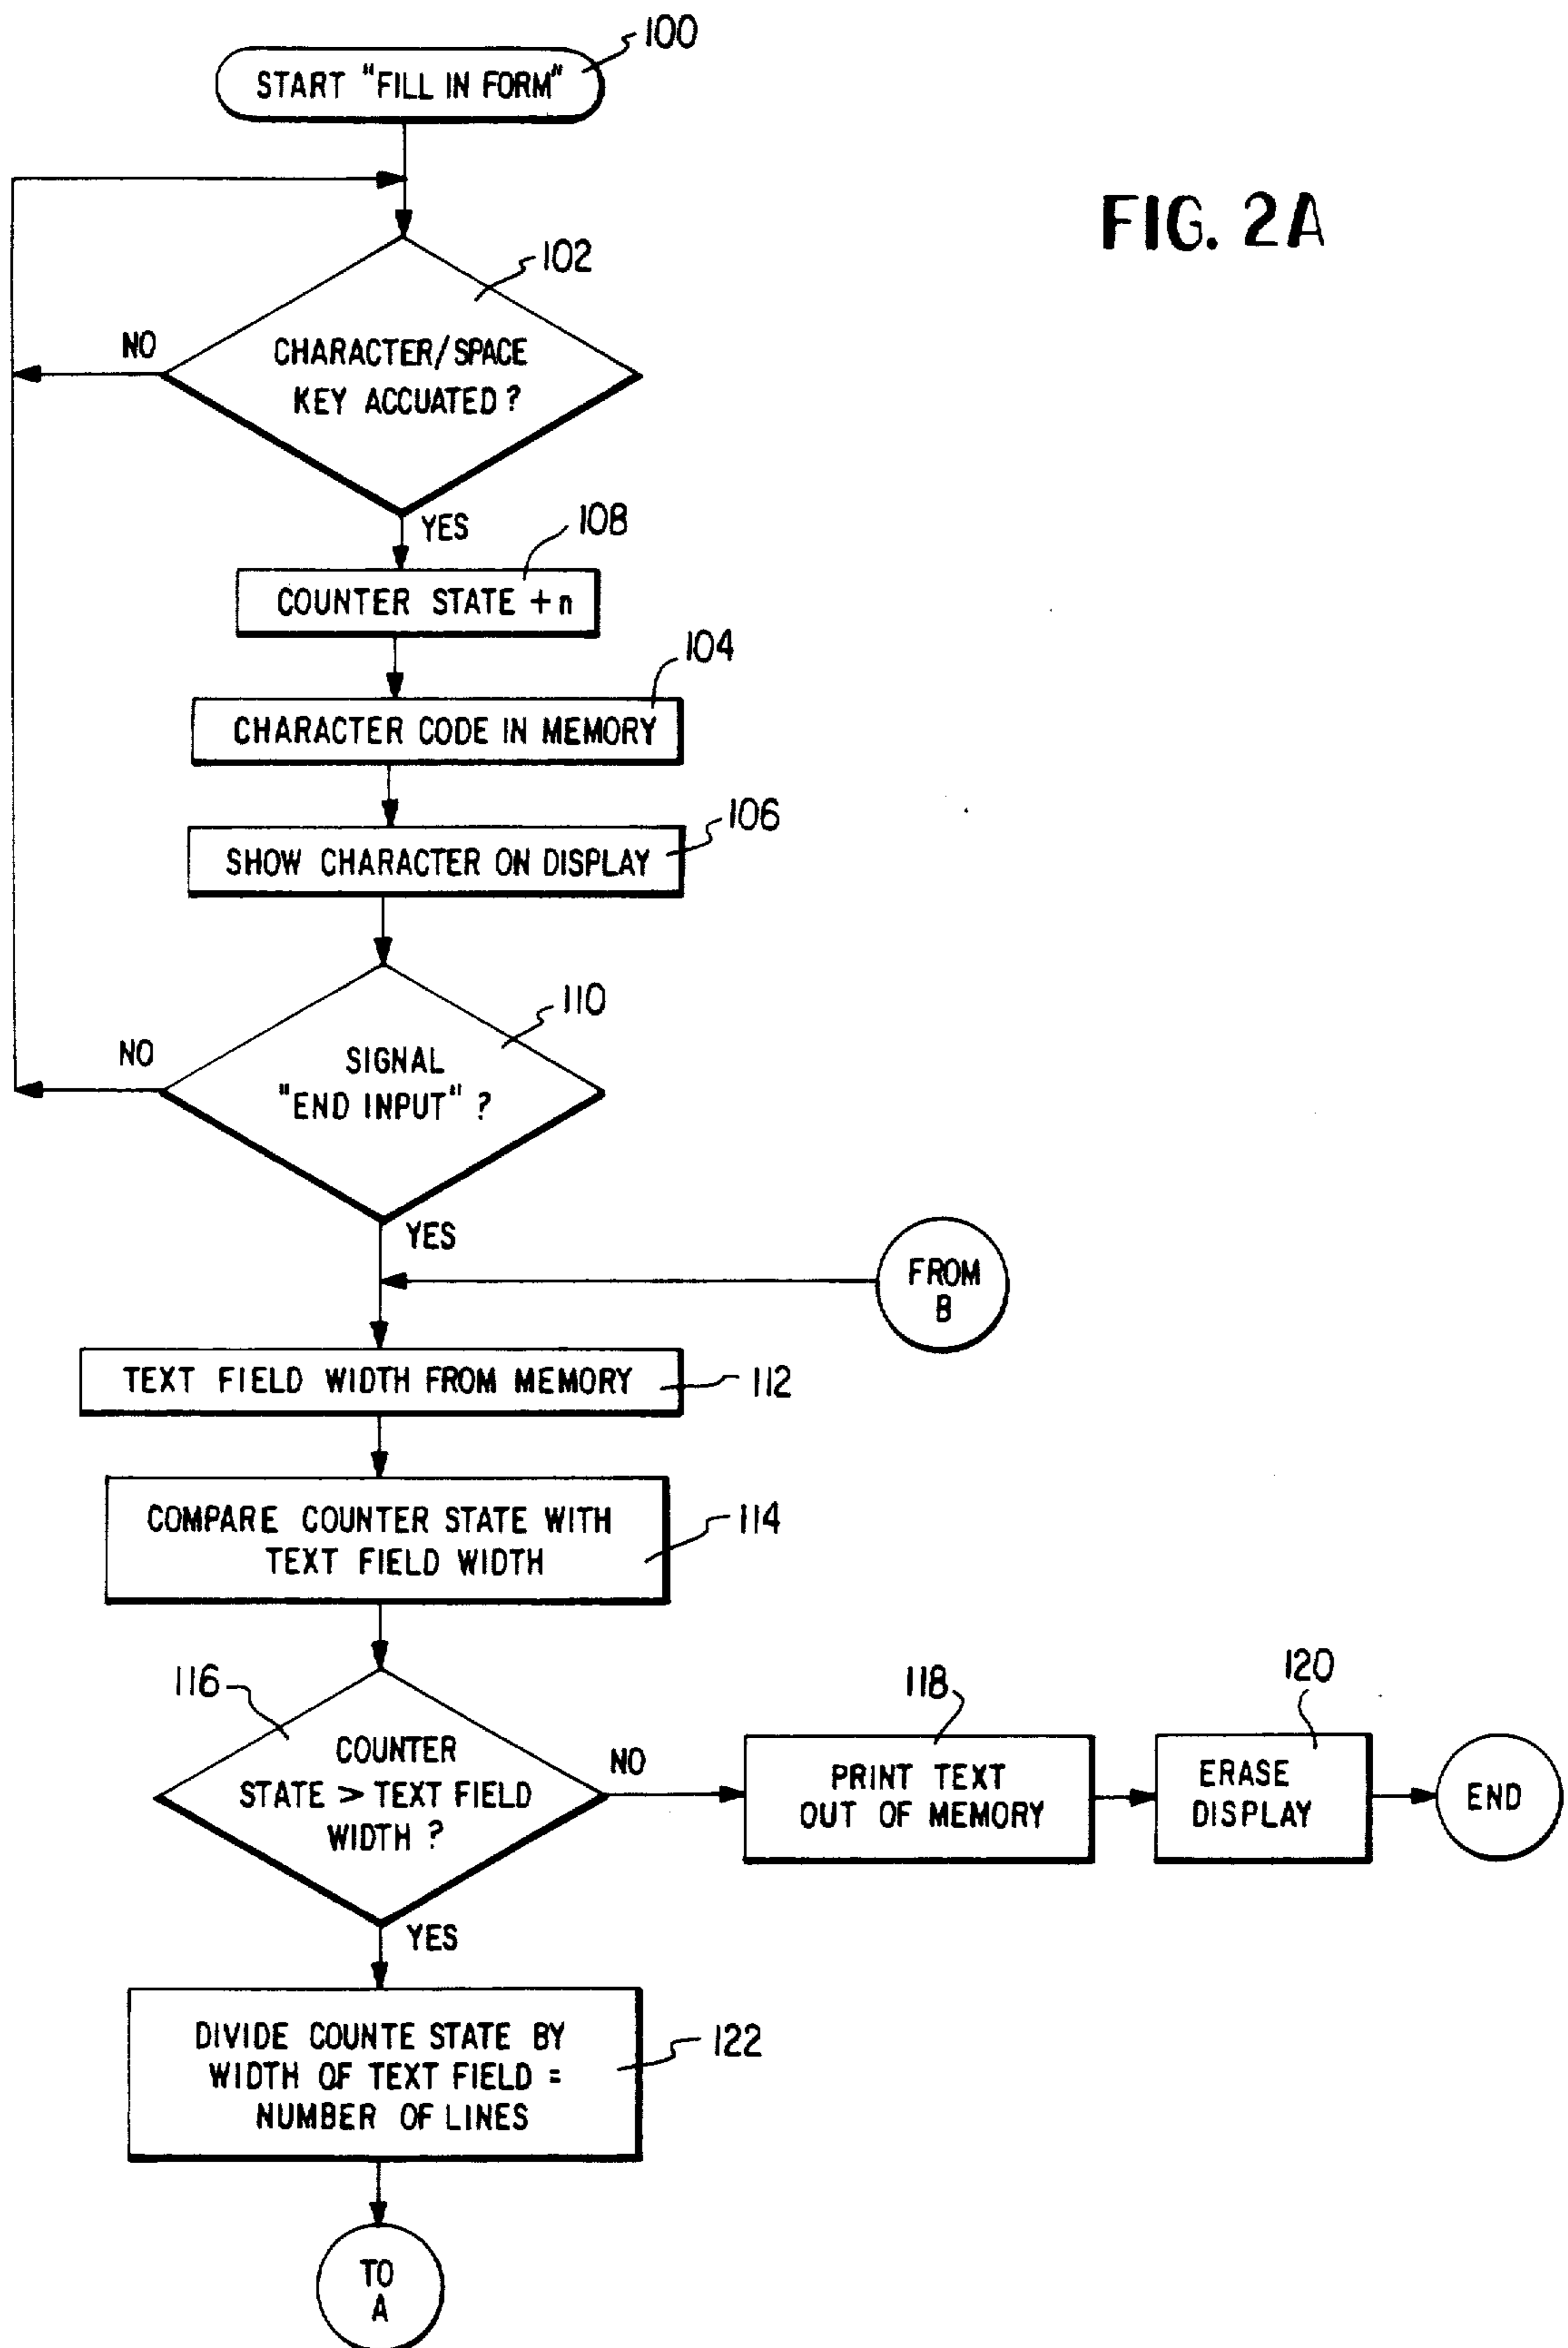 100
START "FILL IN FORM"
FIG. 2A
102
NO
CHARACTER/SPACE
KEY ACCUATED ?
YES
108
COUNTER STATE +n
104
CHARACTER CODE IN MEMORY
106
SHOW CHARACTER ON DISPLAY
110
NO
SIGNAL
"END INPUT" ?
YES
FROM
B
TEXT FIELD WIDTH FROM MEMORY
112
COMPARE COUNTER STATE WITH
TEXT FIELD WIDTH
114
116
COUNTER
STATE > TEXT FIELD
WIDTH ?
NO
118
PRINT TEXT
OUT OF MEMORY
120
ERASE
DISPLAY
END
YES
DIVIDE COUNTE STATE BY
WIDTH OF TEXT FIELD =
NUMBER OF LINES
122
TO
A